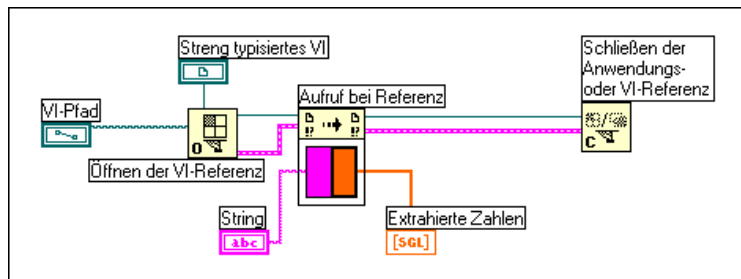 Streng typisiertes VI
Schließen der
Anwendungs-
oder VI-Referenz
VI-Pfad
Aufruf bei Referenz
!? !?
O
C
Öffnen der VI-Referenz
String
abc
Extrahierte Zahlen
[SGL]